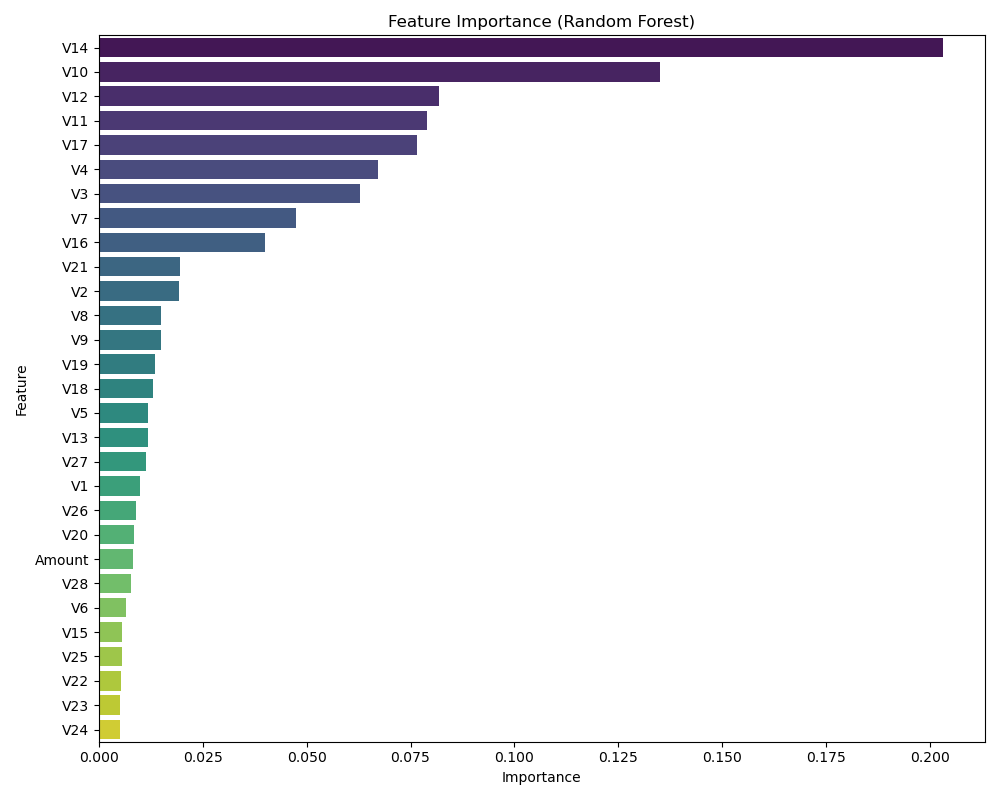 Feature Importance (Random Forest)
Feature
V14
V10
V12
V11
V17
V4
V3
V7
V16
V21
V2
V8
V9
V19
V18
V5
V13
V27
V1
V26
V20
Amount
V28
V6
V15
V25
V22
V23
V24
0.000 0.025 0.050 0.075 0.100 0.125 0.150 0.175 0.200
Importance